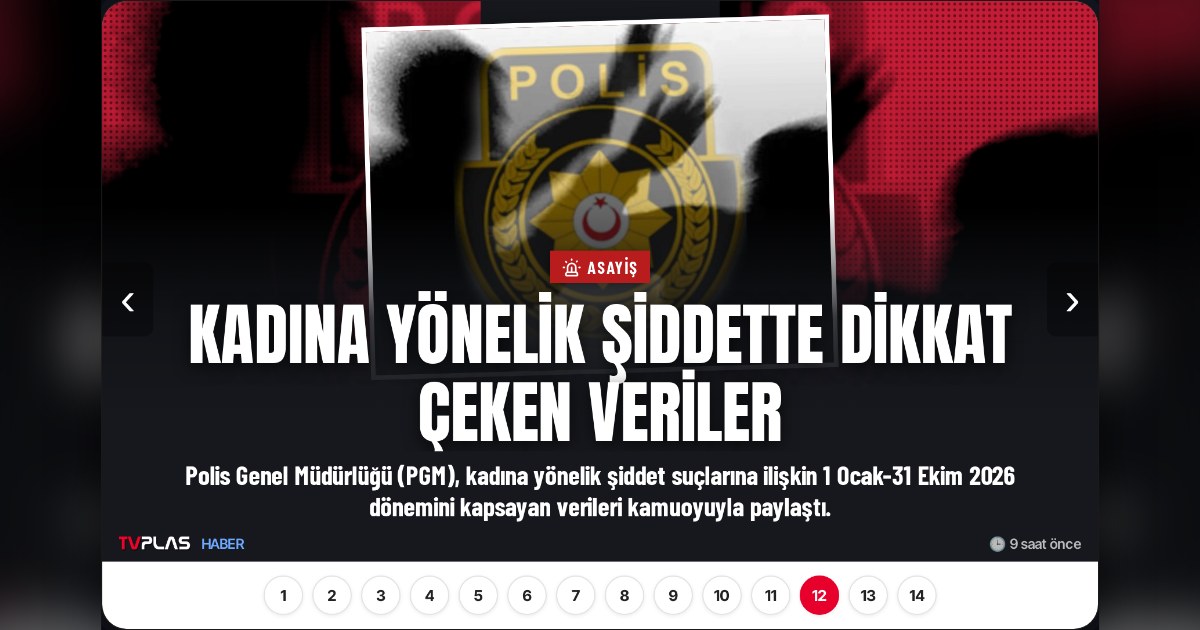 POLİS
ASAYİŞ
‹
›
KADINA YÖNELİK ŞİDDETTE DİKKAT
ÇEKEN VERİLER
Polis Genel Müdürlüğü (PGM), kadına yönelik şiddet suçlarına ilişkin 1 Ocak-31 Ekim 2026
dönemini kapsayan verileri kamuoyuyla paylaştı.
TVPLAS HABER
9 saat önce
1 2 3 4 5 6 7 8 9 10 11 12 13 14